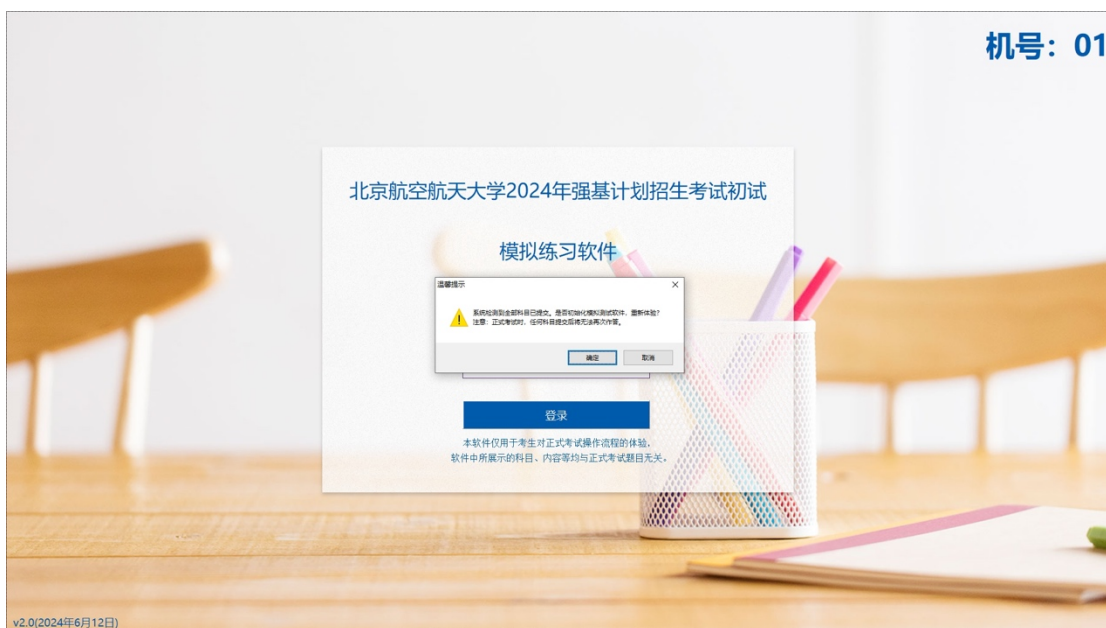 机号：01
北京航空航天大学2024年强基计划招生考试初试
模拟练习软件
温馨提示
系统检测到全部科目已提交。是否初始化模拟测试软件，重新体验？
注意：正式考试时，任何科目提交后将无法再次作答。
确定
取消
登录
本软件仅用于考生对正式考试操作流程的体验，
软件中所展示的科目、内容等均与正式考试题目无关。
v2.0(2024年6月12日)